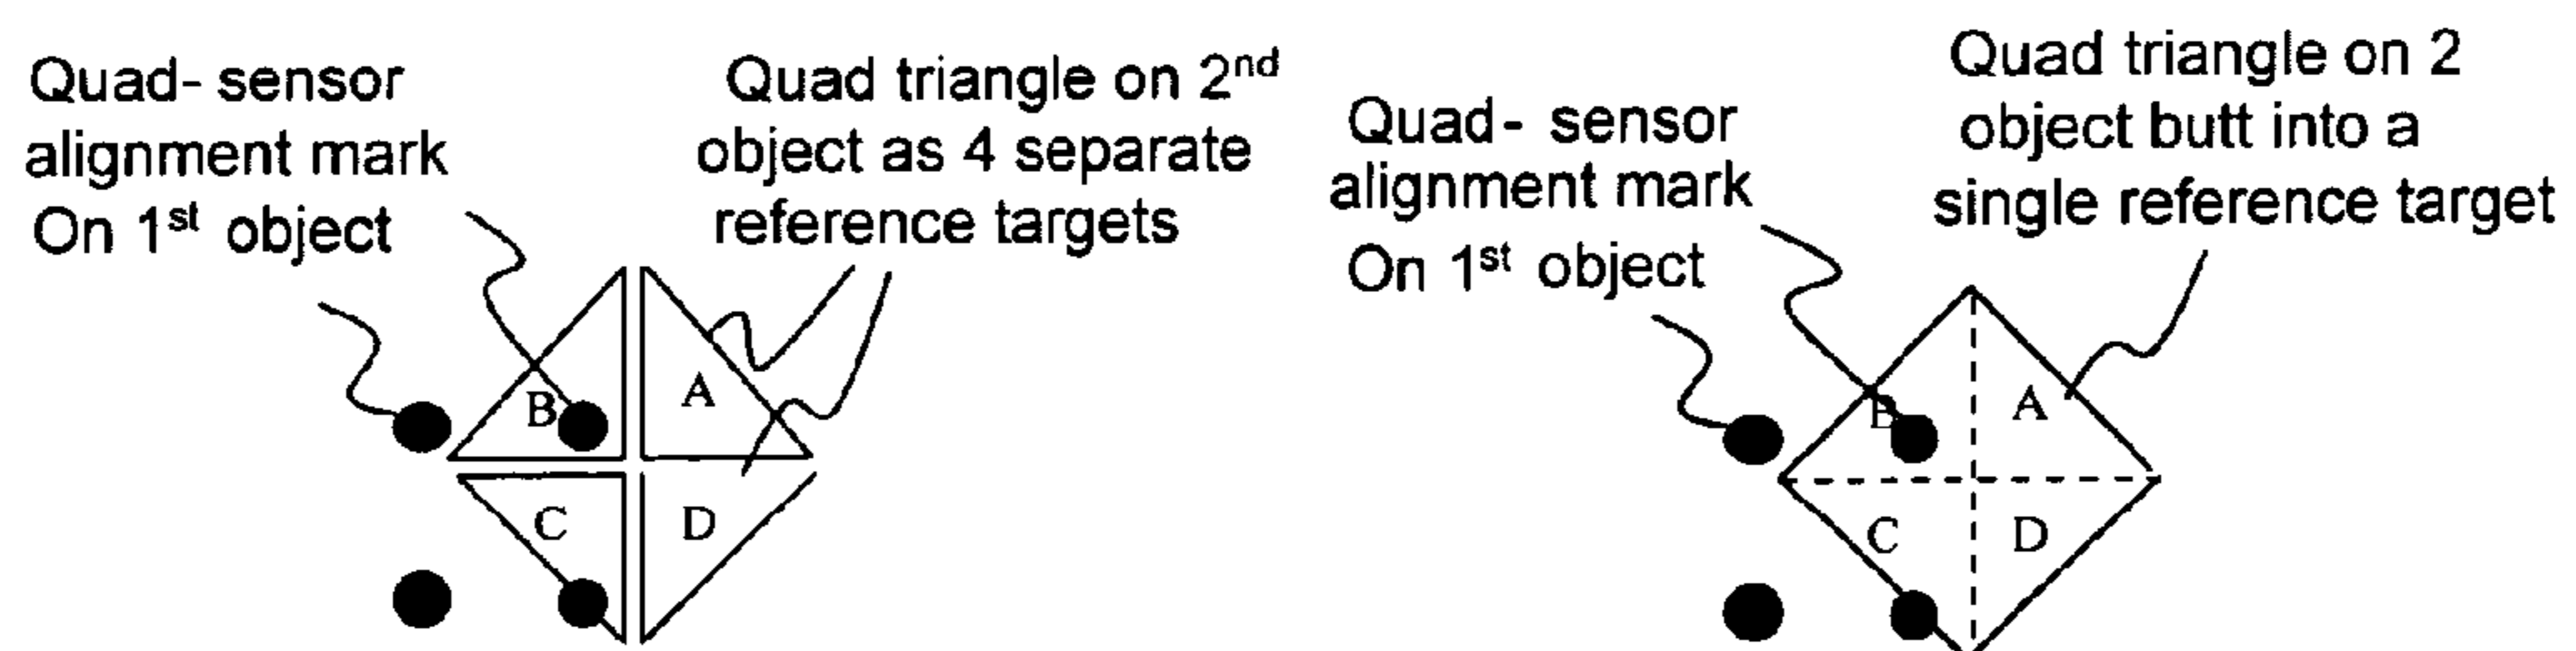 Quad- sensor
alignment mark
On 1st object
Quad triangle on 2nd
object as 4 separate
reference targets
B
A
C
D
Quad- sensor
alignment mark
On 1st object
Quad triangle on 2
object butt into a
single reference target
B
A
C
D